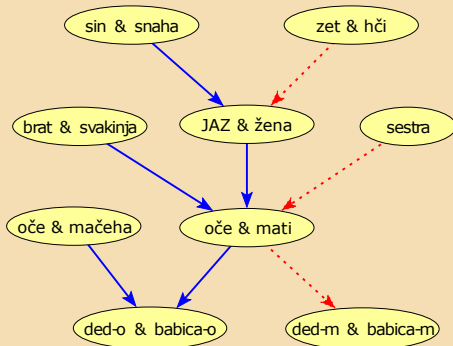 sin & snaha
zet & hči
brat & svakinja
JAZ & žena
sestra
oče & mačeha
oče & mati
ded-o & babica-o
ded-m & babica-m